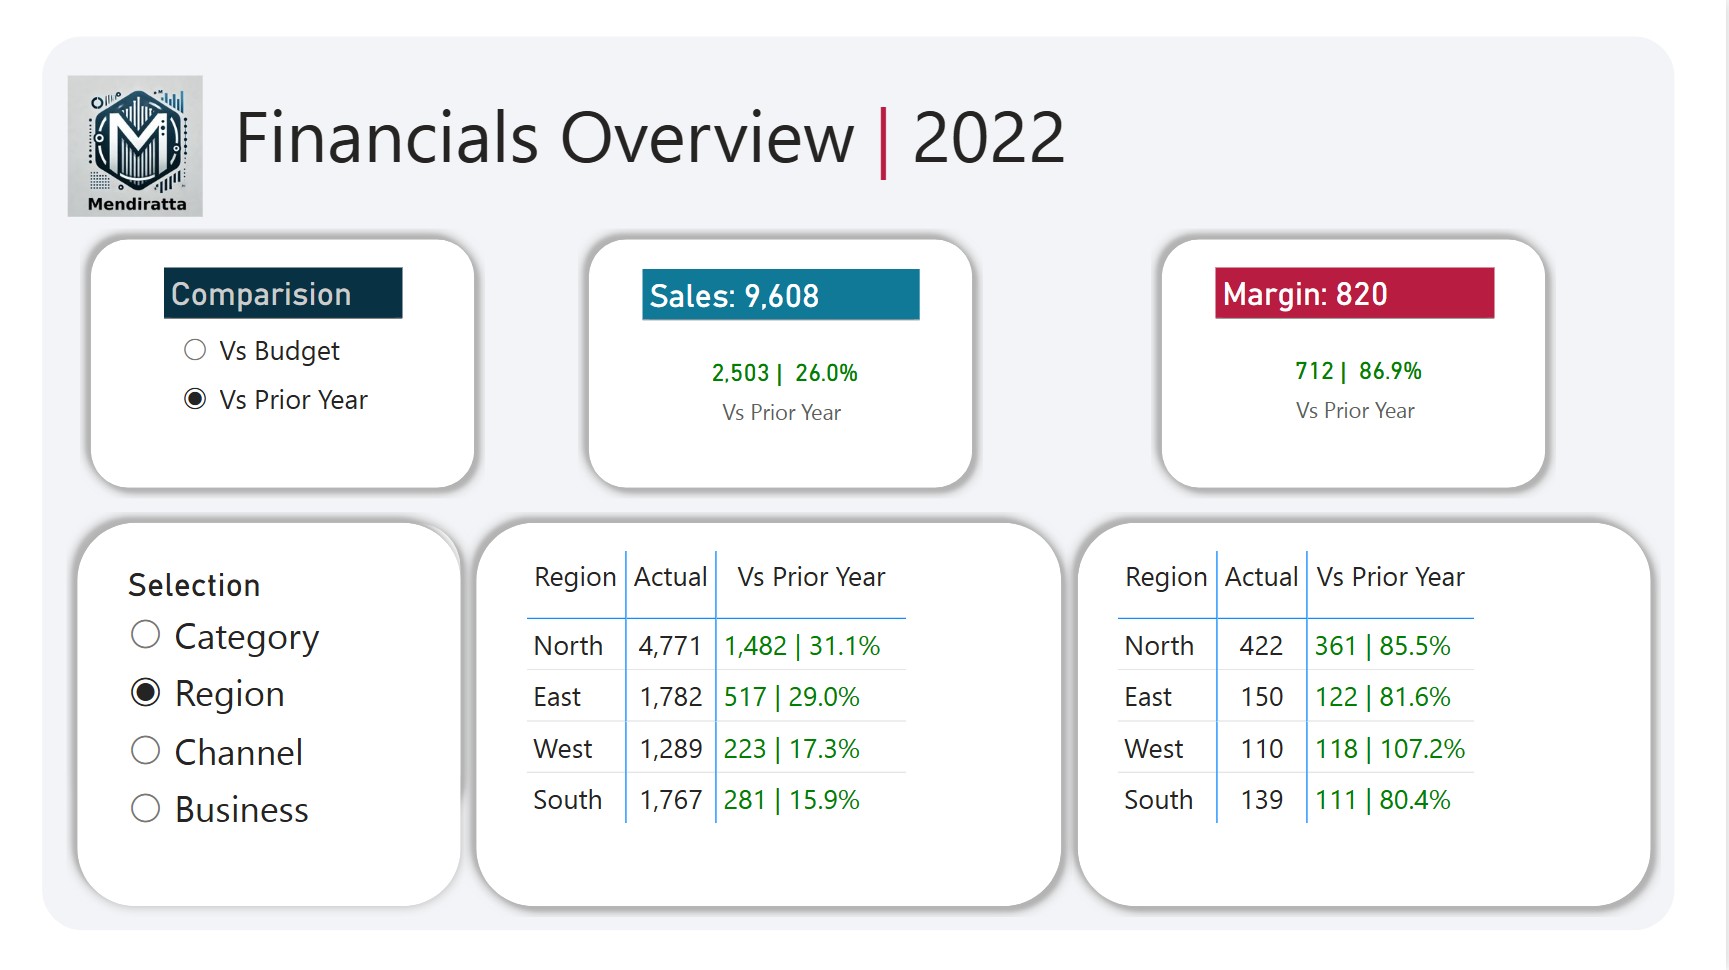 Mendiratta
Financials Overview | 2022
Comparision
Vs Budget
Vs Prior Year
Sales: 9,608
2,503 | 26.0%
Vs Prior Year
Margin: 820
712 | 86.9%
Vs Prior Year
Selection
Category
Region
Channel
Business
Region Actual Vs Prior Year
North 4,771 1,482 | 31.1%
East 1,782 517 | 29.0%
West 1,289 223 | 17.3%
South 1,767 281 | 15.9%
Region Actual Vs Prior Year
North 422 361 | 85.5%
East 150 122 | 81.6%
West 110 118 | 107.2%
South 139 111 | 80.4%